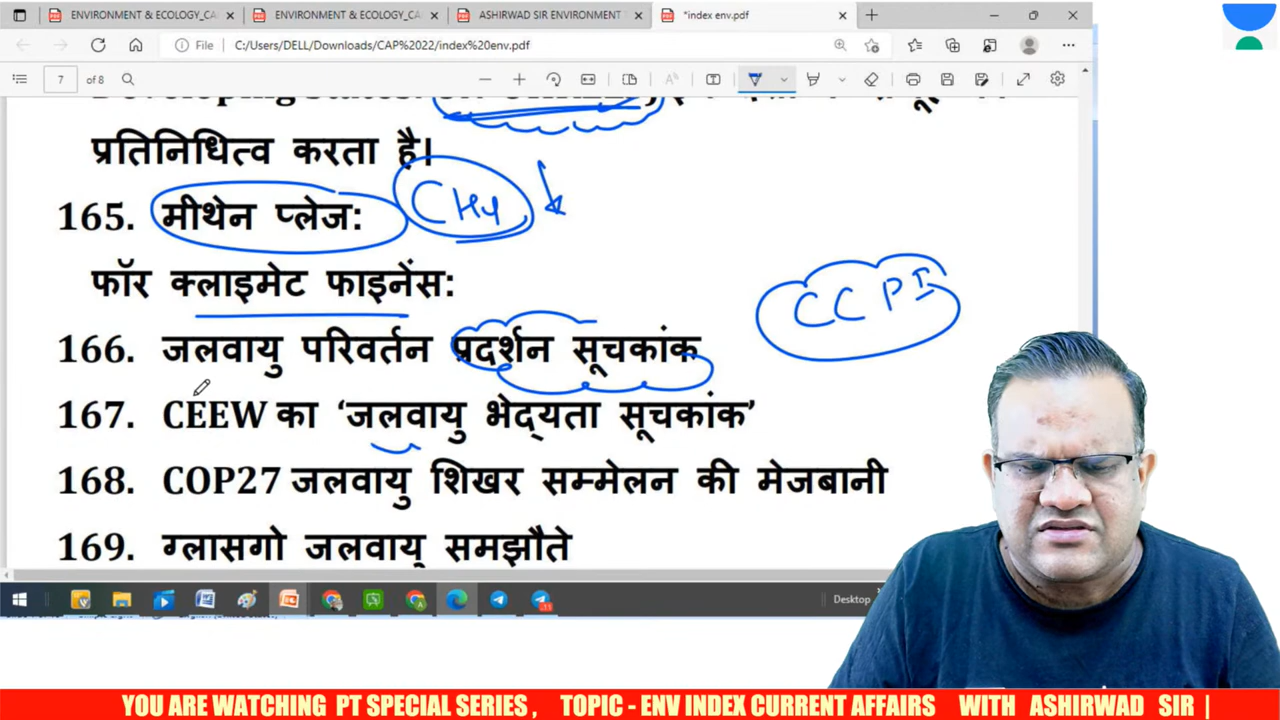 ENVIRONMENT & ECOLOGY_CA
ENVIRONMENT & ECOLOGY_CA
ASHIRWAD SIR ENVIRONMENT
*index env.pdf
File C:/Users/DELL/Downloads/CAP%2022/index%20env.pdf
7 of 8
प्रतिनिधित्व करता है।
165. मीथेन प्लेज: CH4
फॉर क्लाइमेट फाइनेंस:
CCPI
166. जलवायु परिवर्तन प्रदर्शन सूचकांक
167. CEEW का ‘जलवायु भेद्यता सूचकांक’
168. COP27 जलवायु शिखर सम्मेलन की मेजबानी
169. ग्लासगो जलवायु समझौते
Desktop
YOU ARE WATCHING PT SPECIAL SERIES , TOPIC - ENV INDEX CURRENT AFFAIRS WITH ASHIRWAD SIR |